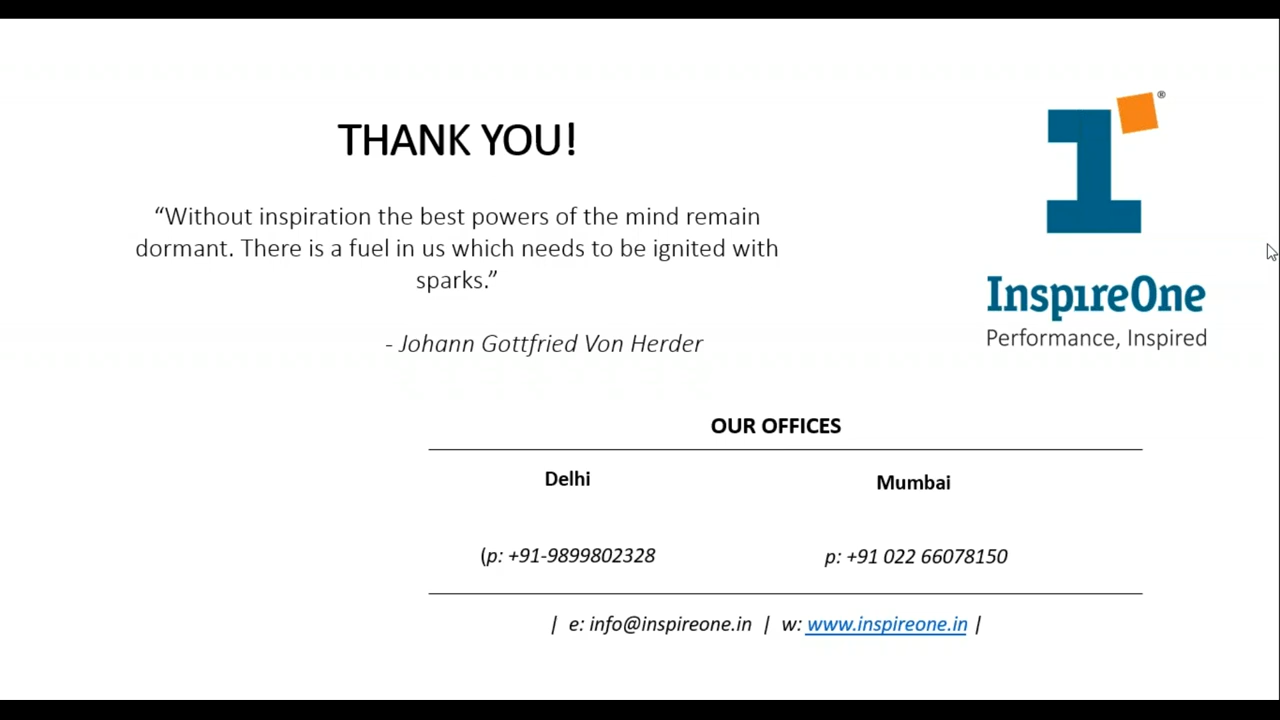 THANK YOU!
“Without inspiration the best powers of the mind remain
dormant. There is a fuel in us which needs to be ignited with
sparks.”
- Johann Gottfried Von Herder
1®
InspireOne
Performance, Inspired
OUR OFFICES
Delhi
Mumbai
(p: +91-9899802328
p: +91 022 66078150
| e: info@inspireone.in | w: www.inspireone.in |